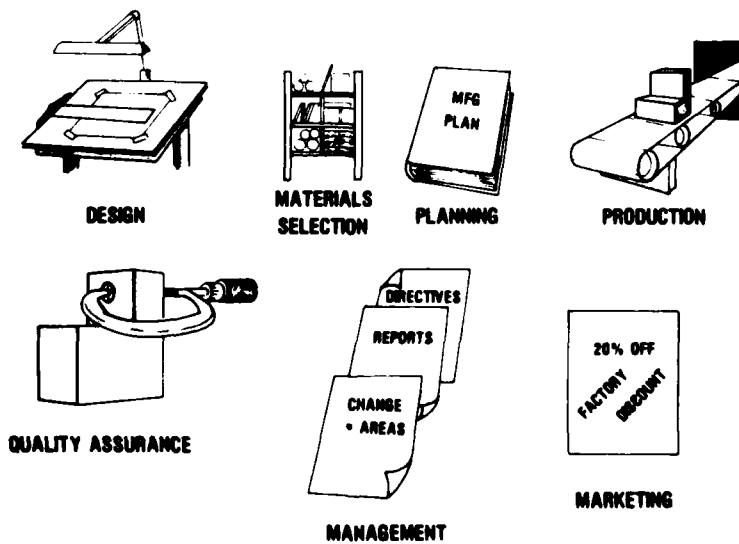 MFG
PLAN
DESIGN
MATERIALS
SELECTION
PLANNING
PRODUCTION
DIRECTIVES
REPORTS
CHANGE
• AREAS
20% OFF
FACTORY
DISCOUNT
QUALITY ASSURANCE
MANAGEMENT
MARKETING